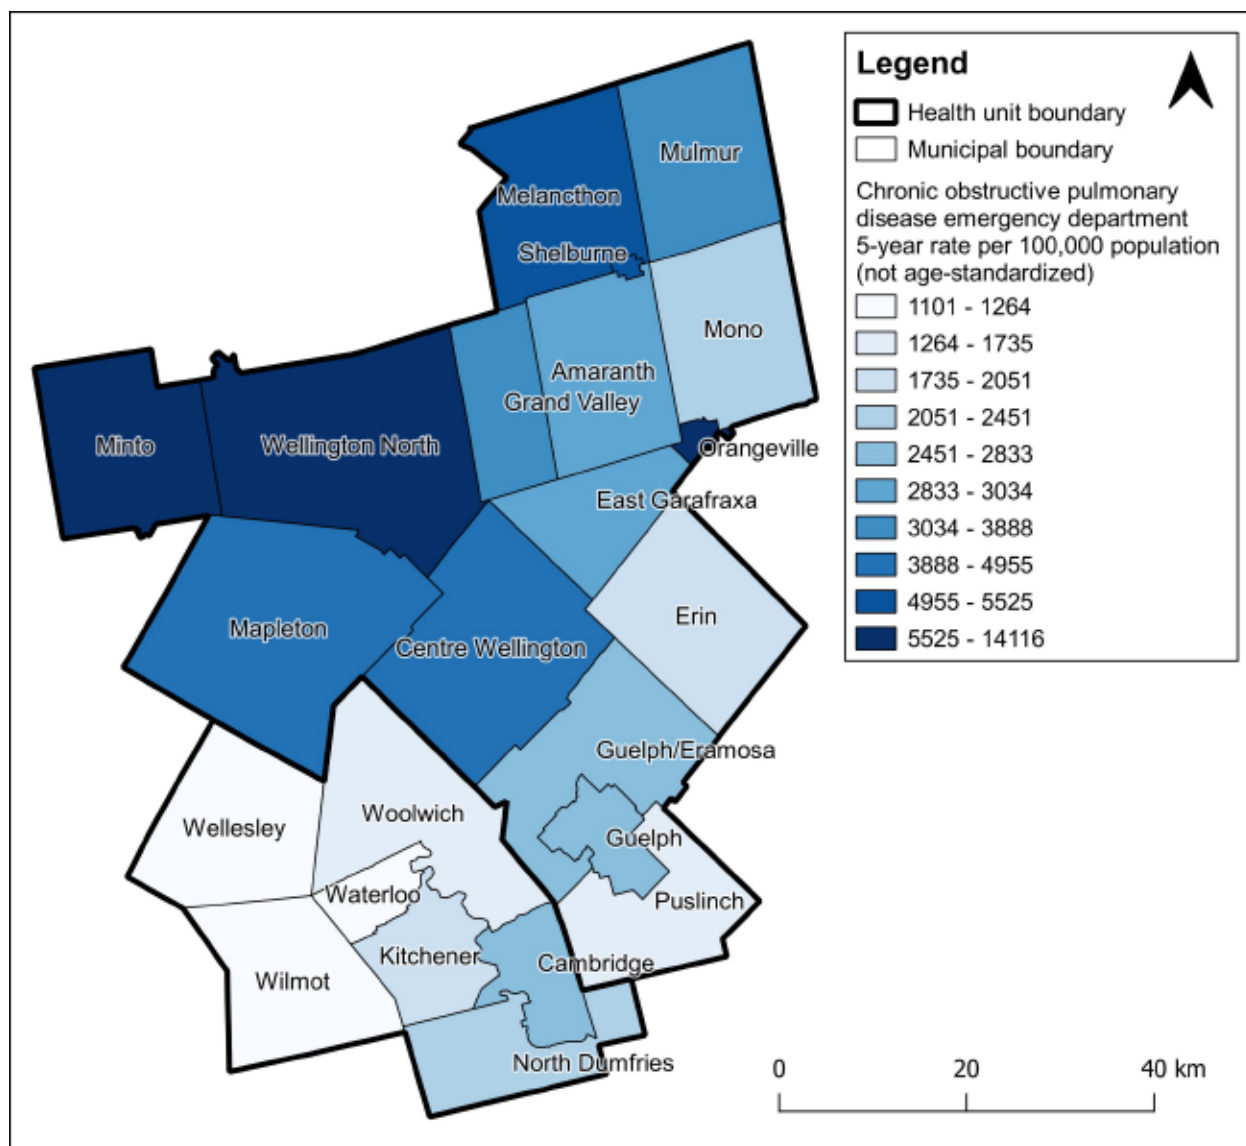 Legend
Health unit boundary
Municipal boundary
Chronic obstructive pulmonary
disease emergency department
5-year rate per 100,000 population
(not age-standardized)
1101 - 1264
1264 - 1735
1735 - 2051
2051 - 2451
2451 - 2833
2833 - 3034
3034 - 3888
3888 - 4955
4955 - 5525
5525 - 14116
Mulmur
Melancthon
Shelburne
Mono
Amaranth
Grand Valley
Minto
Wellington North
Orangeville
East Garafraxa
Erin
Mapleton
Centre Wellington
Guelph/Eramosa
Woolwich
Wellesley
Guelph
Waterloo
Puslinch
Kitchener
Cambridge
Wilmot
North Dumfries
0 20 40 km